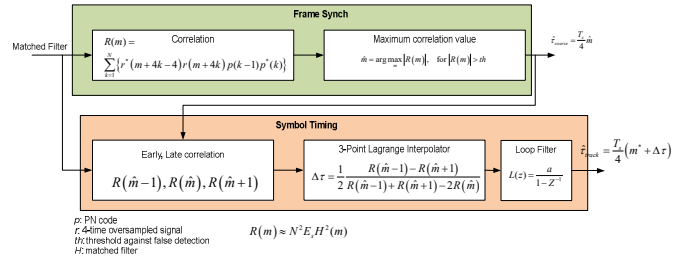 Frame Synch
Matched Filter
Correlation
R(m) =
∑_{k=1}^{N} {r*(m+4k−4)r(m+4k)p(k−1)p*(k)}
Maximum correlation value
m̂ = arg max_m |R(m)|, for |R(m)| > th
τ̂_coarse = T_s/4 m̂
Symbol Timing
Early, Late correlation
R(m̂−1), R(m̂), R(m̂+1)
3-Point Lagrange Interpolator
Δτ = 1/2 R(m̂−1)−R(m̂+1) / R(m̂−1)+R(m̂+1)−2R(m̂)
Loop Filter
L(z) = a / 1−Z⁻¹
τ̂_track = T_s/4 (m* + Δτ)
p: PN code
r: 4-time oversampled signal
th: threshold against false detection
H: matched filter
R(m) ≈ N²E_sH²(m)